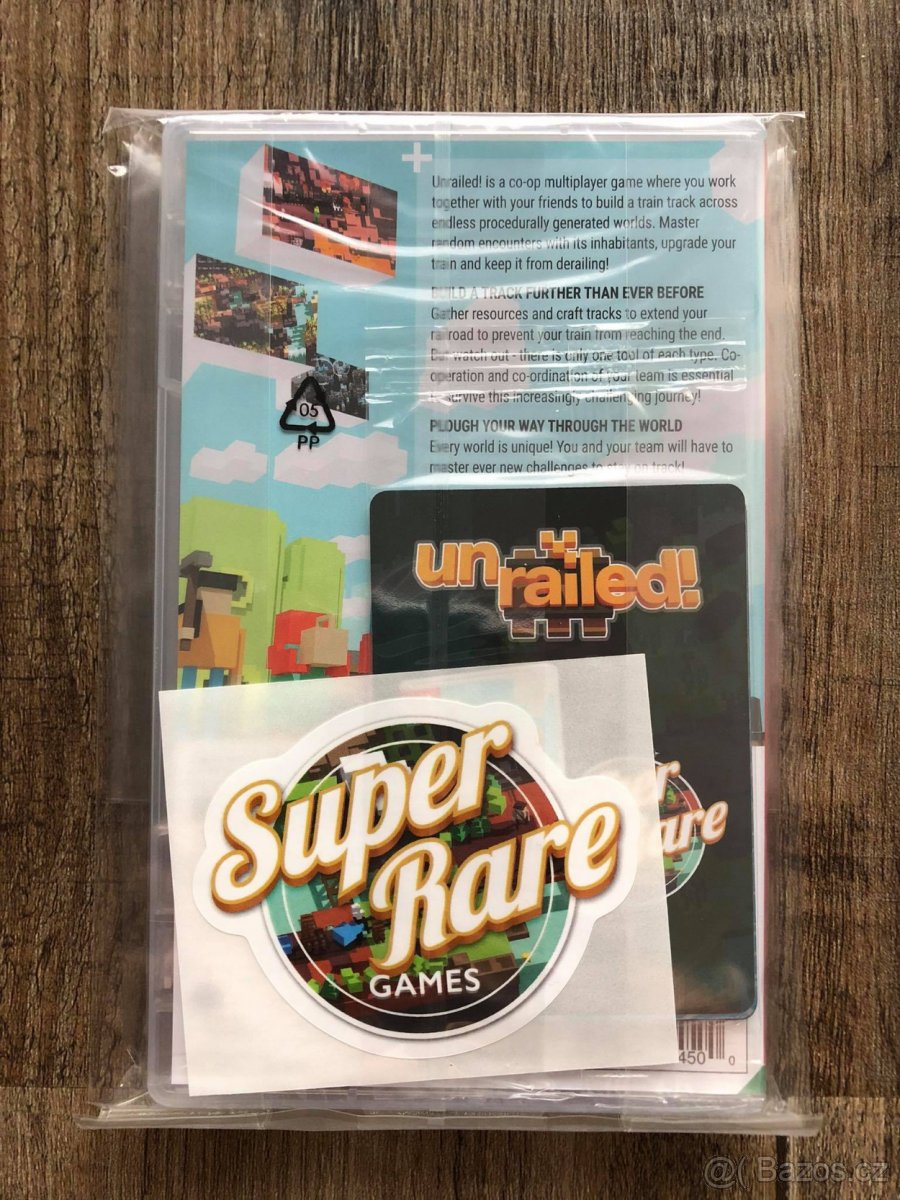 Unrailed! is a co-op multiplayer game where you work
together with your friends to build a train track across
endless procedurally generated worlds. Master
random encounters with its inhabitants, upgrade your
train and keep it from derailing!
BUILD A TRACK FURTHER THAN EVER BEFORE
Gather resources and craft tracks to extend your
railroad to prevent your train from reaching the end.
But watch out - there is only one tool of each type. Co-
operation and co-ordination of your team is essential
to survive this increasingly challenging journey!
05
PP
PLOUGH YOUR WAY THROUGH THE WORLD
Every world is unique! You and your team will have to
master ever new challenges to stay on track!
unrailed!
Super
Rare
GAMES
er
are
450 0
@( Bazos.cz